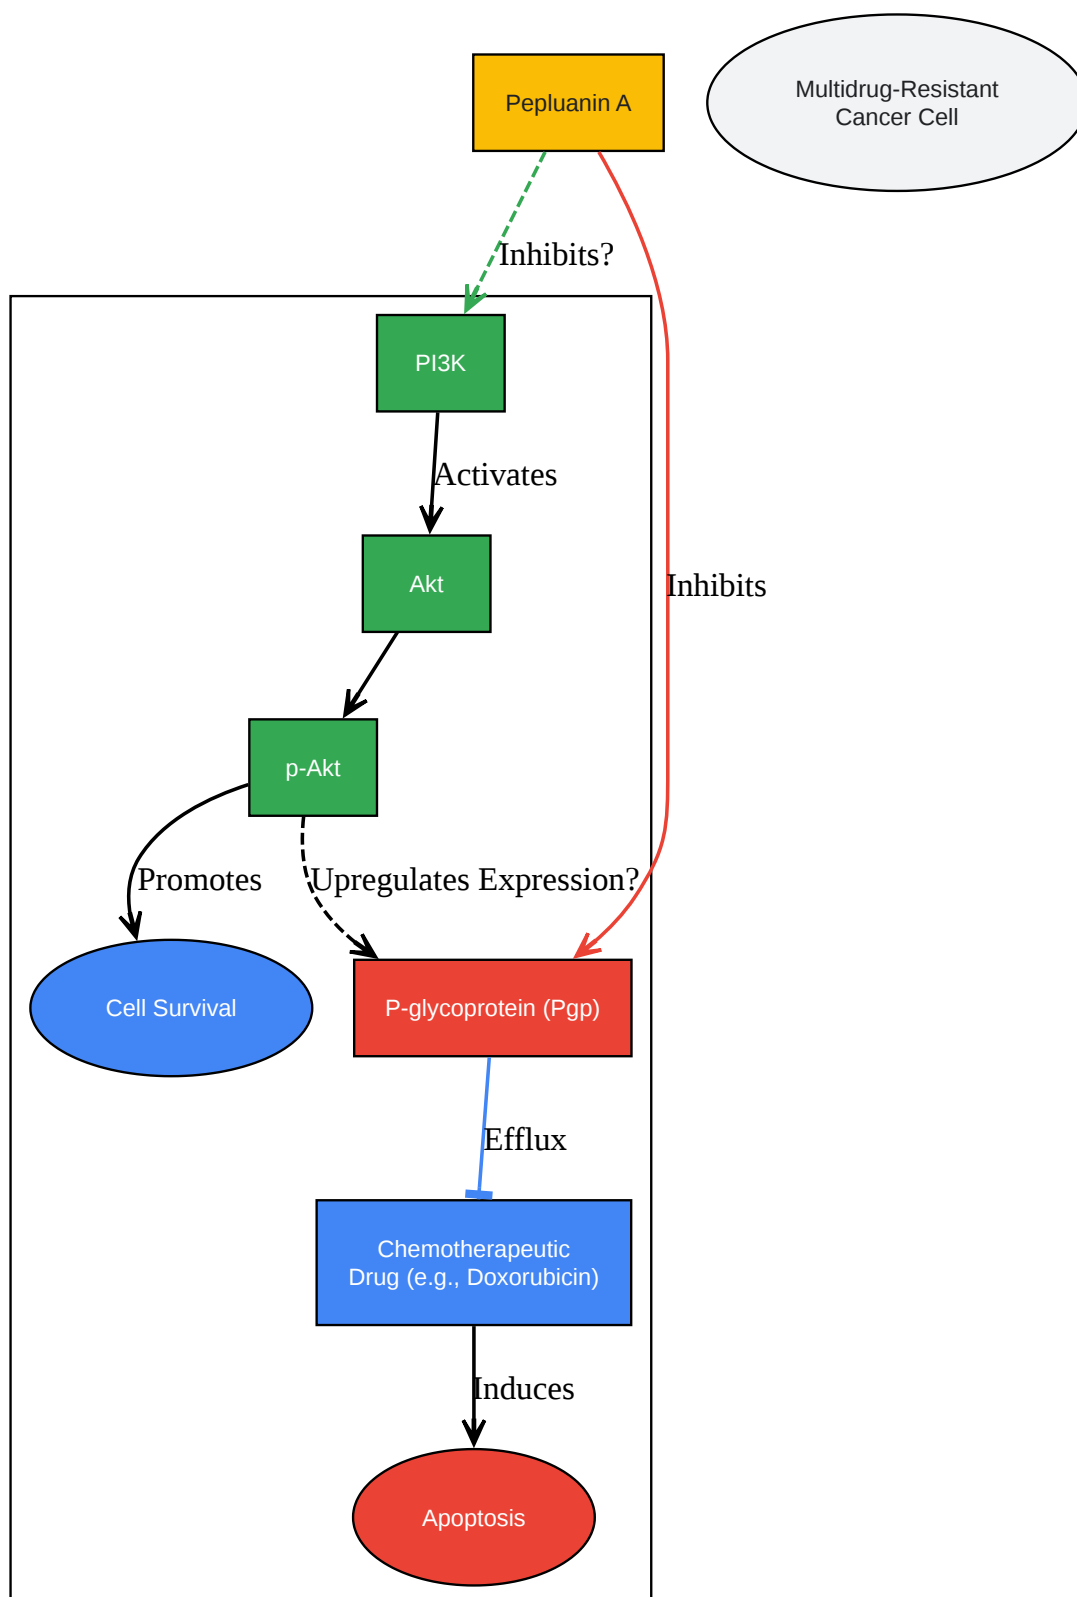 Pepluanin A
Multidrug-Resistant
Cancer Cell
Inhibits?
PI3K
Activates
Akt
Inhibits
p-Akt
Promotes
Upregulates Expression?
Cell Survival
P-glycoprotein (Pgp)
Efflux
Chemotherapeutic
Drug (e.g., Doxorubicin)
Induces
Apoptosis